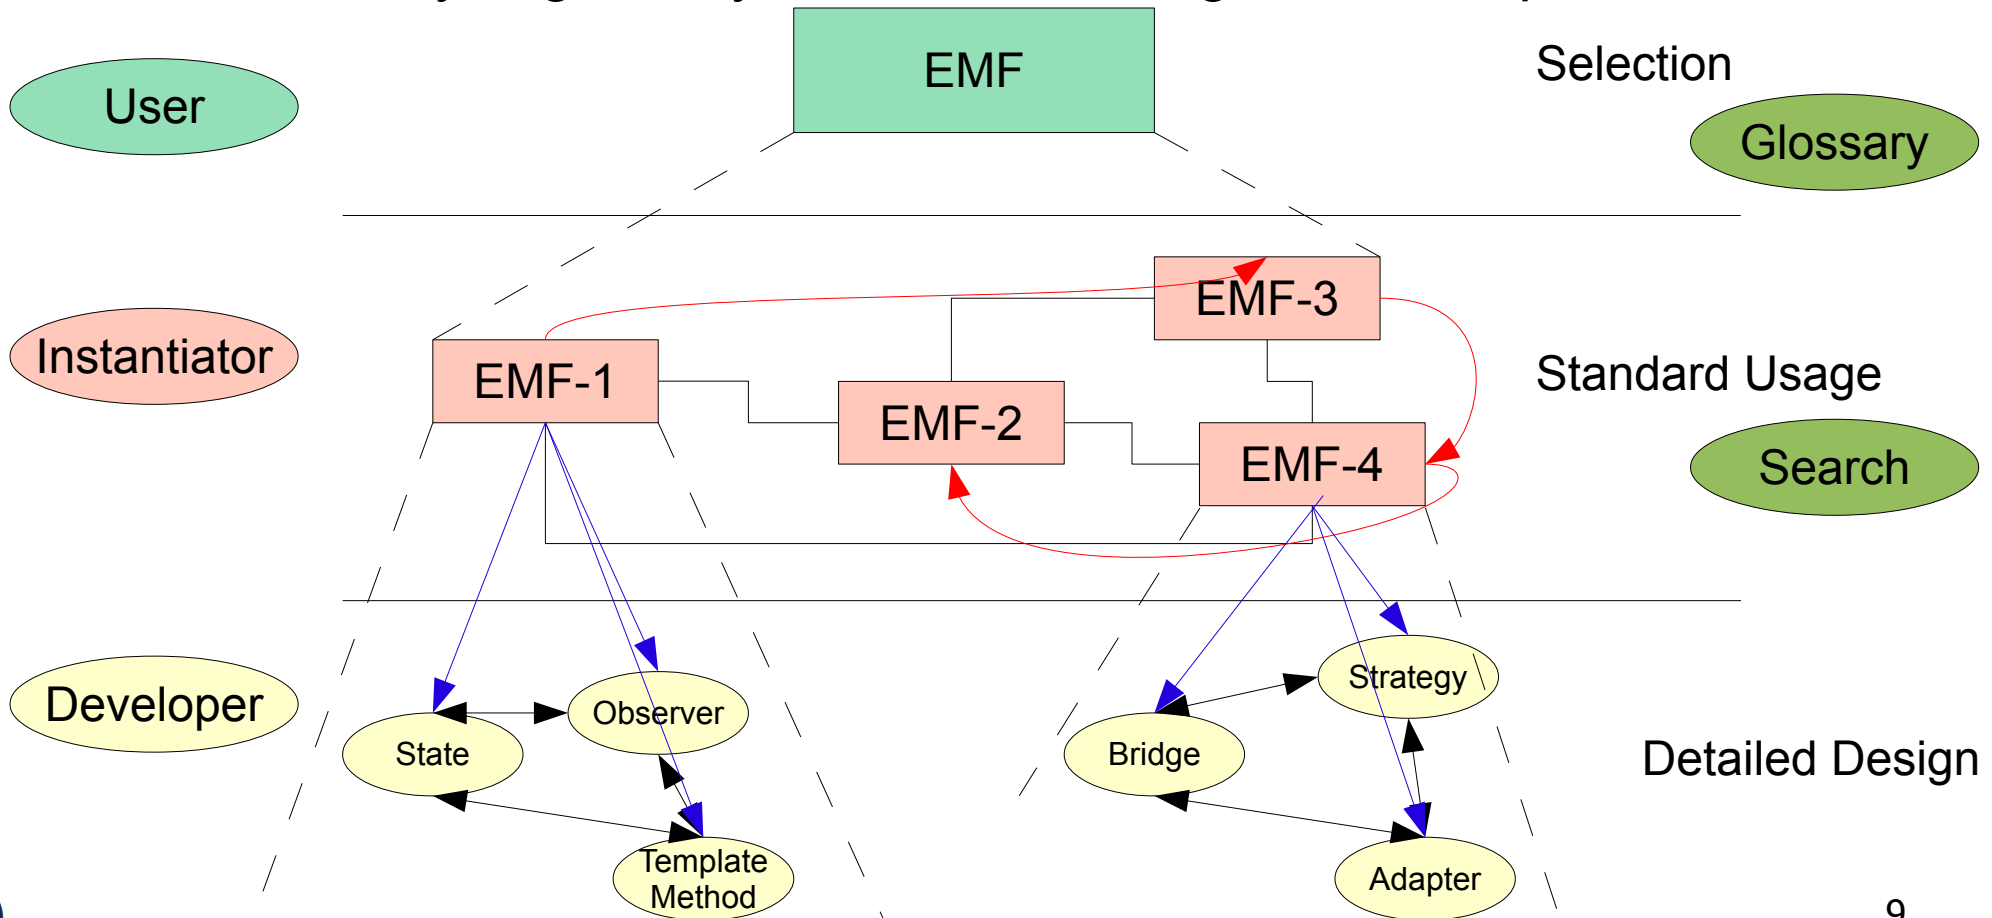 EMF
Selection
User
Glossary
EMF-3
Instantiator
EMF-1
Standard Usage
EMF-2
EMF-4
Search
Strategy
Developer
Observer
State
Bridge
Detailed Design
Template
Method
Adapter
9